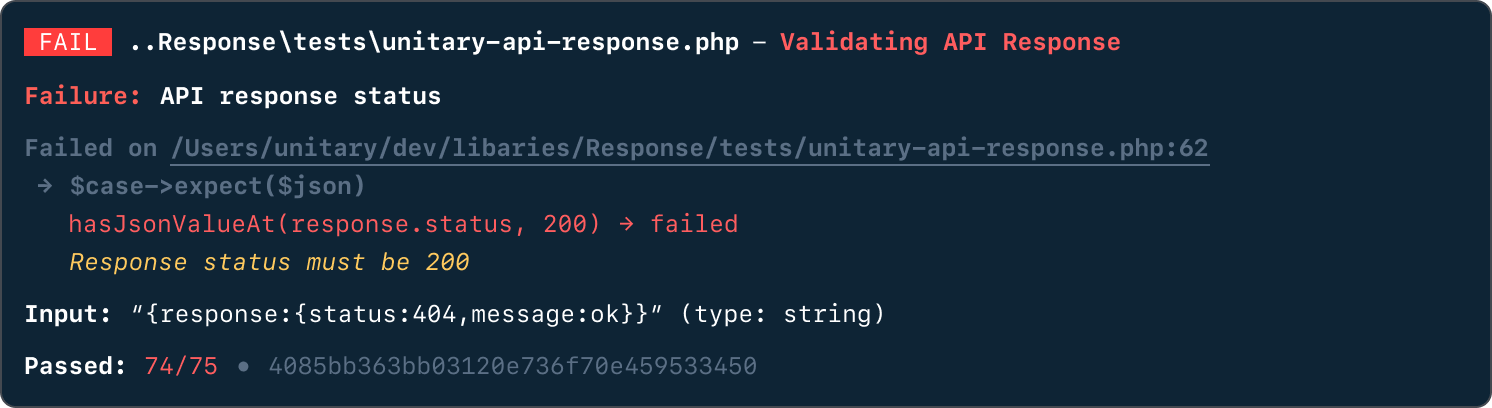 FAIL ..Response\tests\unitary-api-response.php – Validating API Response
Failure: API response status
Failed on /Users/unitary/dev/libaries/Response/tests/unitary-api-response.php:62
→ $case->expect($json)
hasJsonValueAt(response.status, 200) → failed
Response status must be 200
Input: “{response:{status:404,message:ok}}” (type: string)
Passed: 74/75 ● 4085bb363bb03120e736f70e459533450